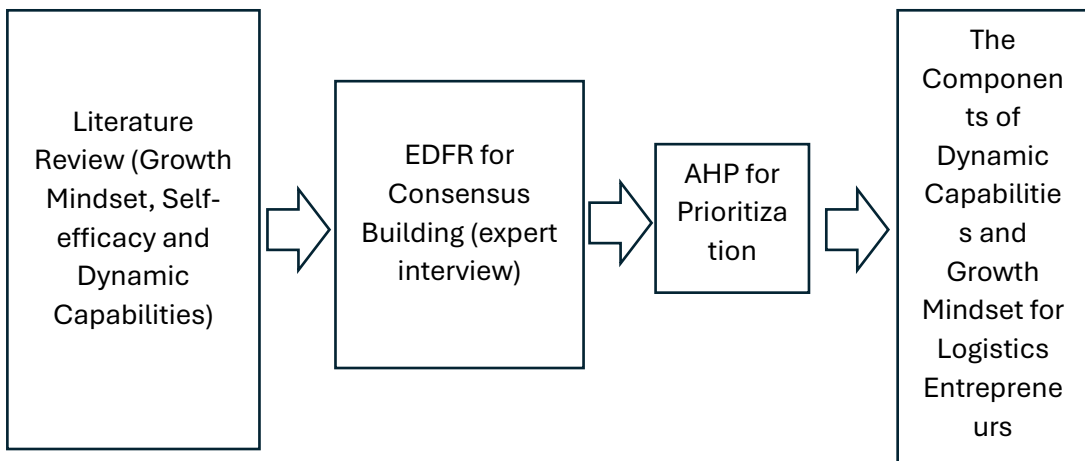 Literature
Review (Growth
Mindset, Self-
efficacy and
Dynamic
Capabilities)
EDFR for
Consensus
Building (expert
interview)
AHP for
Prioritiza
tion
The
Componen
ts of
Dynamic
Capabilitie
s and
Growth
Mindset for
Logistics
Entreprene
urs